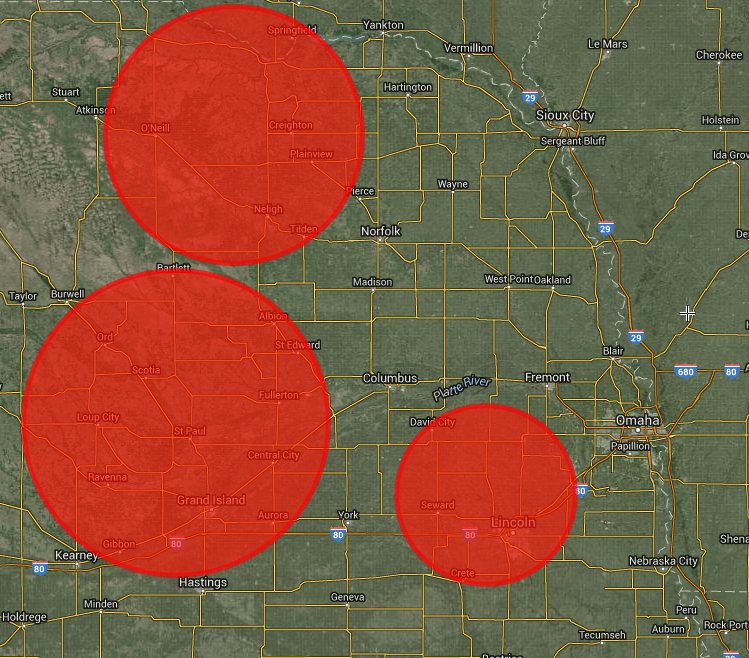 Springfield
Yankton
Vermillion
Le Mars
Cherokee
Stuart
Hartington
29
Atkinson
Sioux City
Holstein
O'Neill
Creighton
Sergeant Bluff
Plainview
Ida Grov
Pierce
Wayne
Neligh
29
Tilden
Norfolk
De
Bartlett
Madison
West Point
Oakland
Taylor
Burwell
Albion
Ord
St Edward
29
Blair
Scotia
680
80
Columbus
Platte River
Fremont
Fullerton
Loup City
St Paul
David City
Omaha
Papillion
Central City
Ravenna
80
Grand Island
Seward
Aurora
York
Lincoln
80
80
80
Gibbon
Kearney
80
Shena
Crete
Nebraska City
Hastings
Minden
Geneva
Holdrege
Peru
Auburn
Rock Port
Tecumseh
Beatrice
29